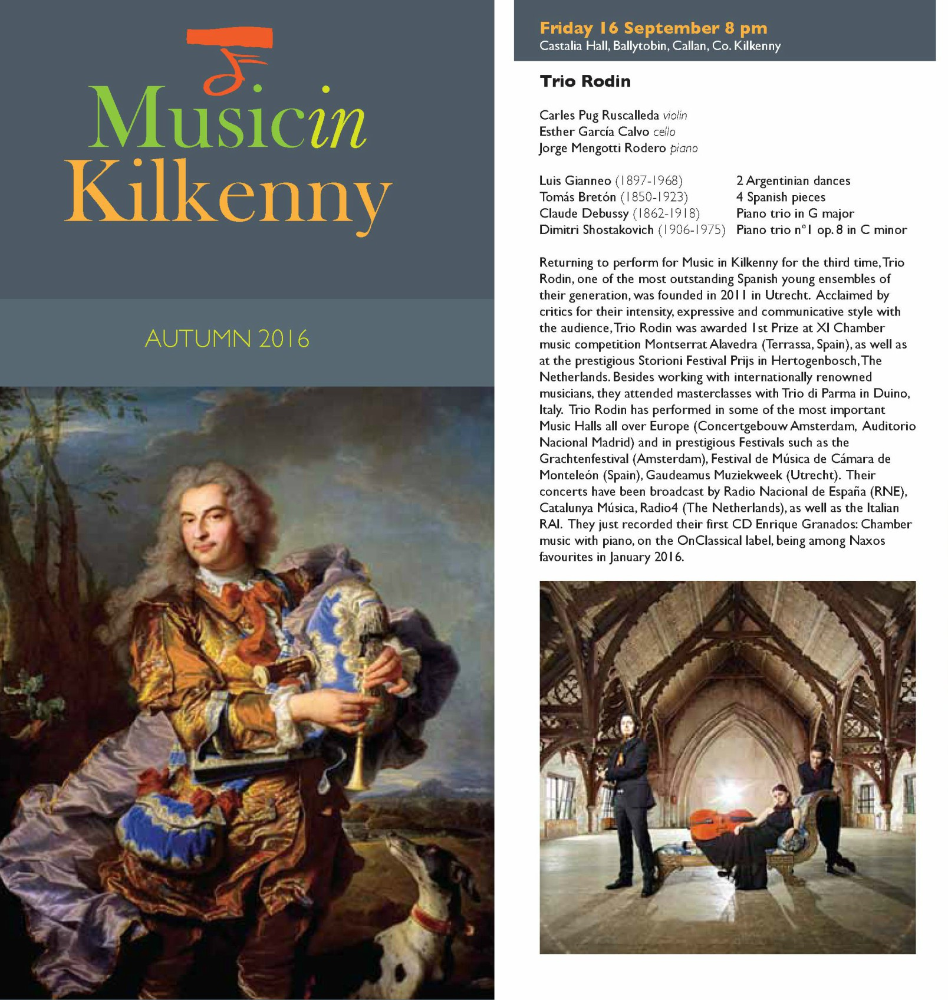 Music in
Kilkenny
AUTUMN 2016
Friday 16 September 8 pm
Castalia Hall, Ballytobin, Callan, Co. Kilkenny
Trio Rodin
Carles Pug Ruscalleda violin
Esther García Calvo cello
Jorge Mengotti Rodero piano
Luis Gianneo (1897-1968) 2 Argentinian dances
Tomás Bretón (1850-1923) 4 Spanish pieces
Claude Debussy (1862-1918) Piano trio in G major
Dimitri Shostakovich (1906-1975) Piano trio nº1 op. 8 in C minor
Returning to perform for Music in Kilkenny for the third time, Trio
Rodin, one of the most outstanding Spanish young ensembles of
their generation, was founded in 2011 in Utrecht. Acclaimed by
critics for their intensity, expressive and communicative style with
the audience, Trio Rodin was awarded 1st Prize at XI Chamber
music competition Montserrat Alavedra (Terrassa, Spain), as well as
at the prestigious Storioni Festival Prijs in Hertogenbosch, The
Netherlands. Besides working with internationally renowned
musicians, they attended masterclasses with Trio di Parma in Duino,
Italy. Trio Rodin has performed in some of the most important
Music Halls all over Europe (Concertgebouw Amsterdam, Auditorio
Nacional Madrid) and in prestigious Festivals such as the
Grachtenfestival (Amsterdam), Festival de Música de Cámara de
Monteleón (Spain), Gaudeamus Muziekweek (Utrecht). Their
concerts have been broadcast by Radio Nacional de España (RNE),
Catalunya Música, Radio4 (The Netherlands), as well as the Italian
RAI. They just recorded their first CD Enrique Granados: Chamber
music with piano, on the OnClassical label, being among Naxos
favourites in January 2016.